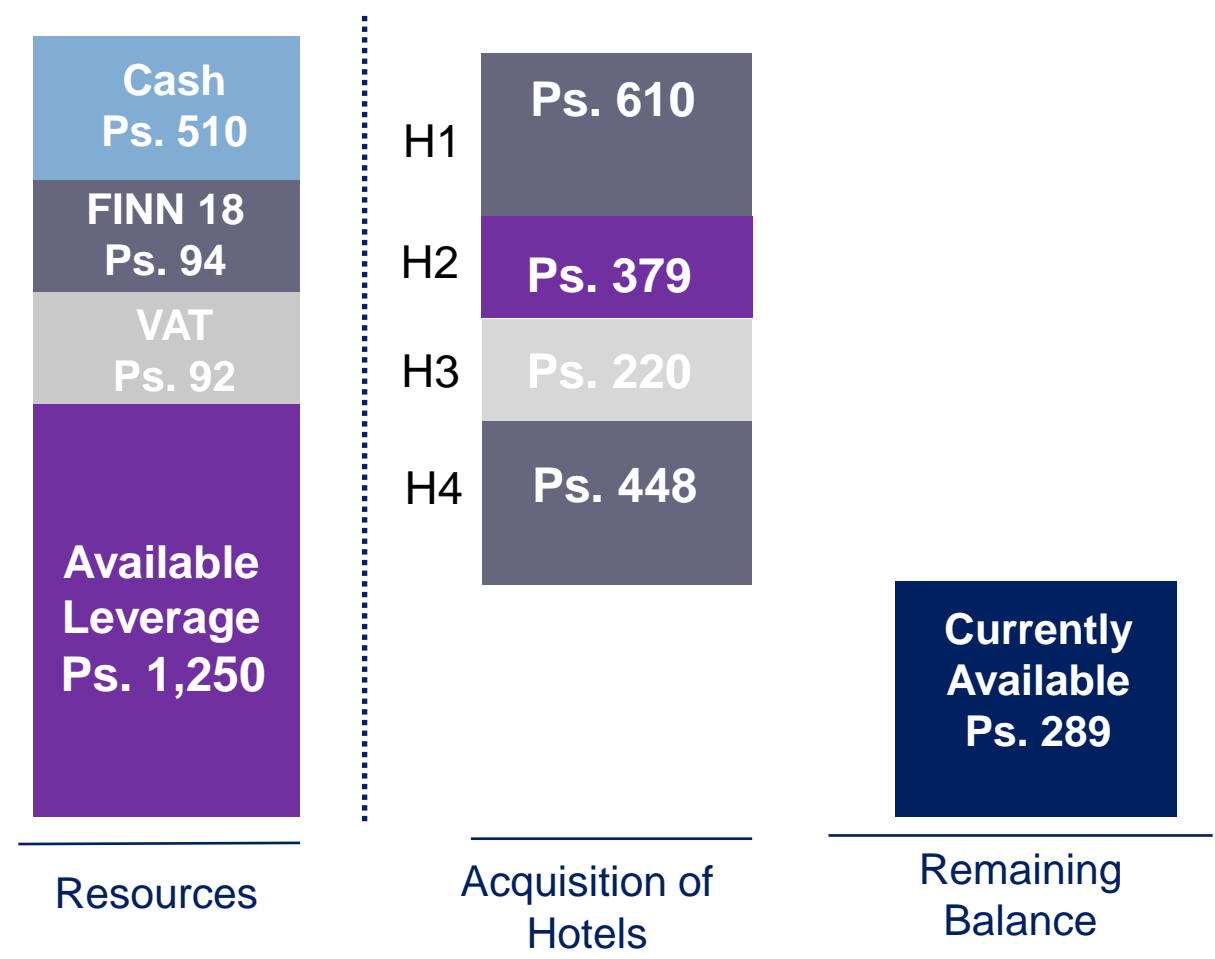 Cash
Ps. 510
FINN 18
Ps. 94
VAT
Ps. 92
Available
Leverage
Ps. 1,250
Resources
H1
Ps. 610
H2
Ps. 379
H3
Ps. 220
H4
Ps. 448
Acquisition of
Hotels
Currently
Available
Ps. 289
Remaining
Balance